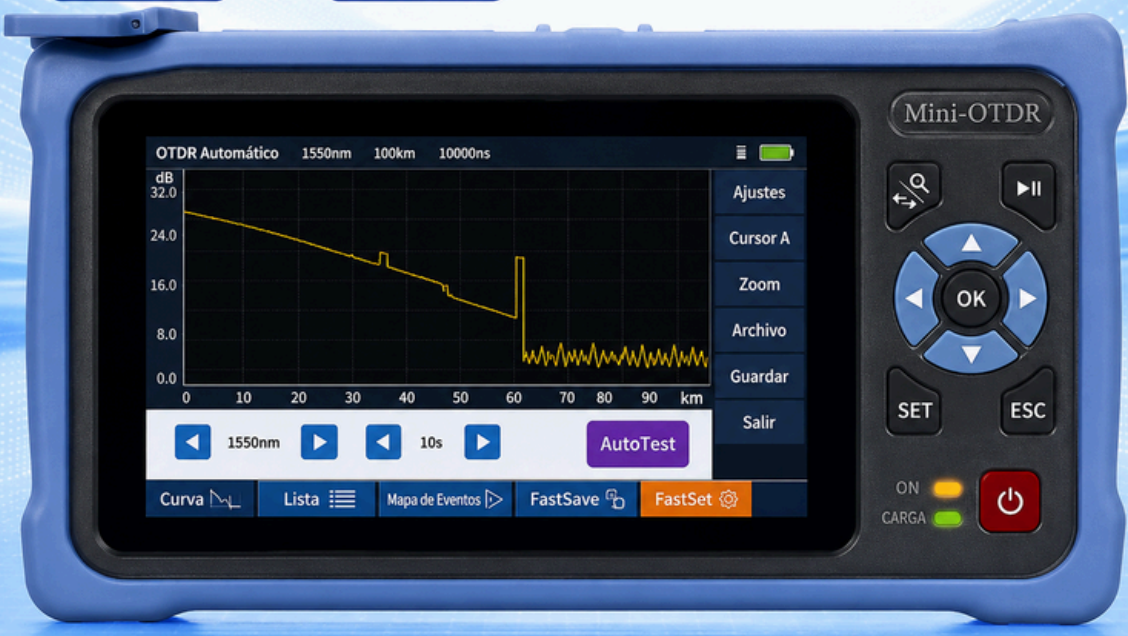 Mini-OTDR
OTDR Automático 1550nm 100km 10000ns
dB
32.0
24.0
16.0
8.0
0.0
0 10 20 30 40 50 60 70 80 90 km
Ajustes
Cursor A
Zoom
Archivo
Guardar
Salir
1550nm 10s AutoTest
Curva Lista Mapa de Eventos FastSave FastSet
OK
SET ESC
ON
CARGA